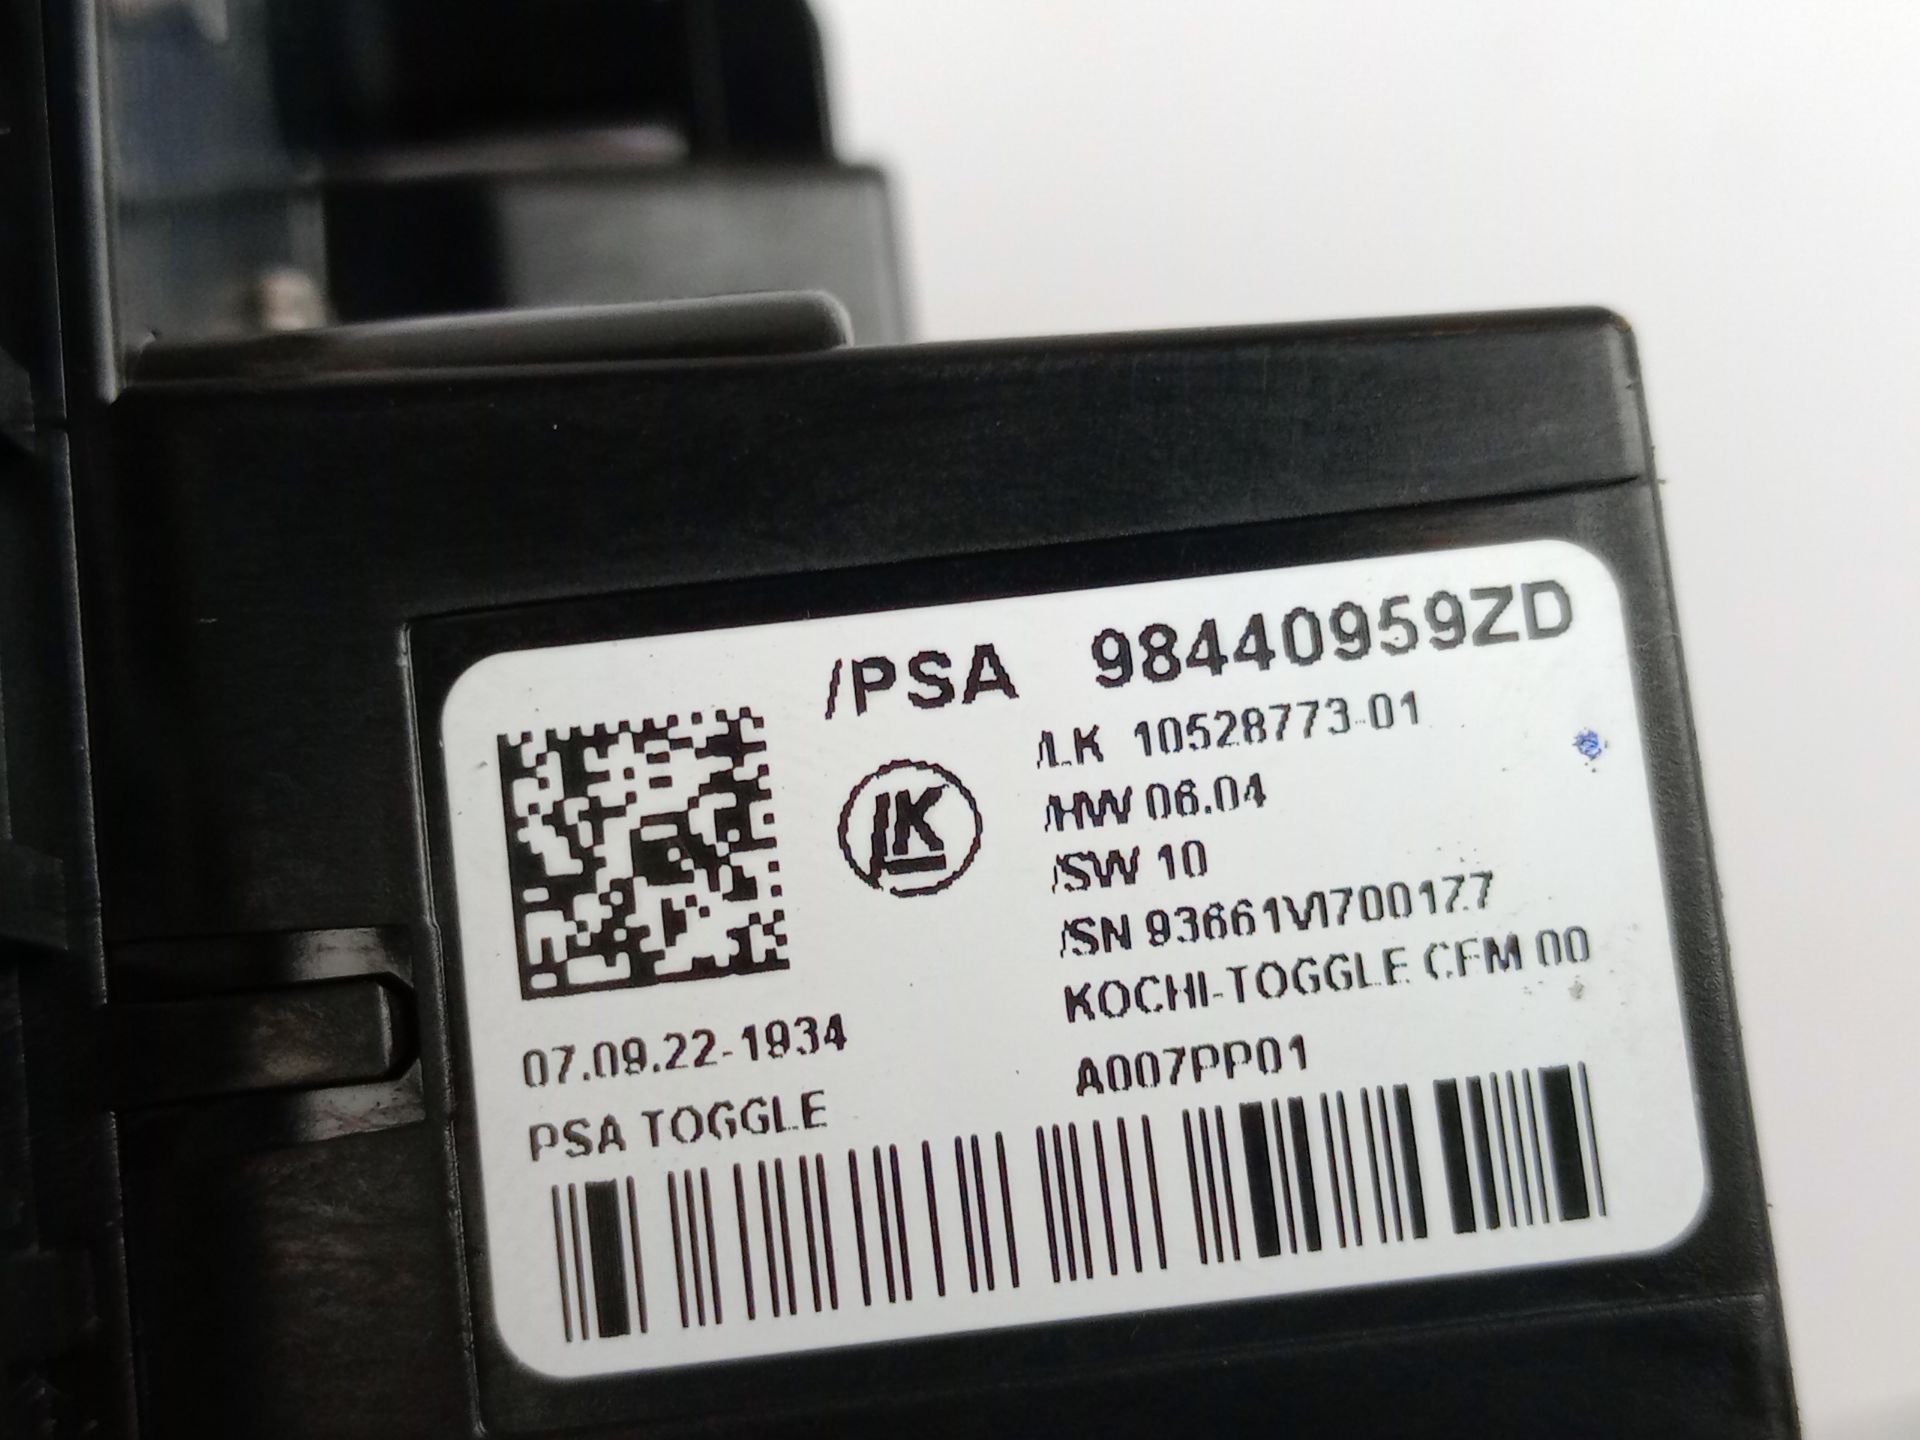 /PSA 98440959ZD
/LK 10528773-01
LK
/HW 06.04
/SW 10
/SN 93661VI700177
KOCHI-TOGGLE CFM 00
07.09.22-1934
A007PP01
PSA TOGGLE